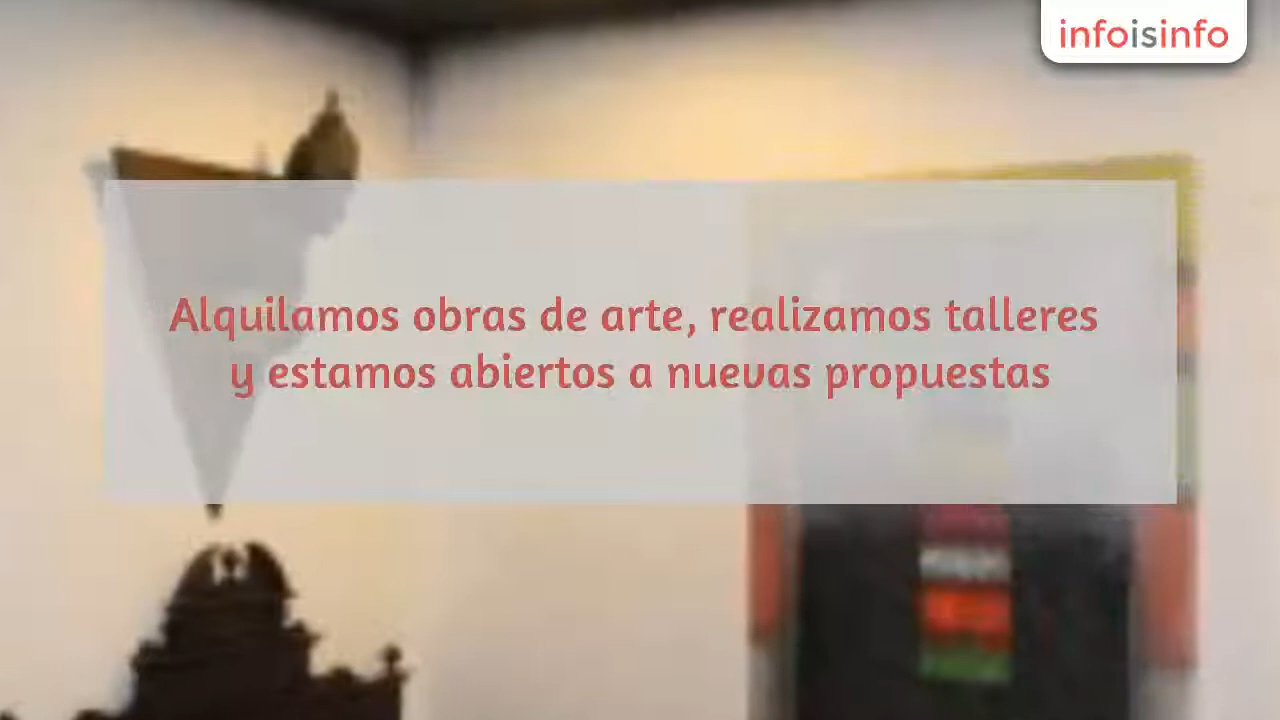 infoisinfo
Alquilamos obras de arte, realizamos talleres
y estamos abiertos a nuevas propuestas